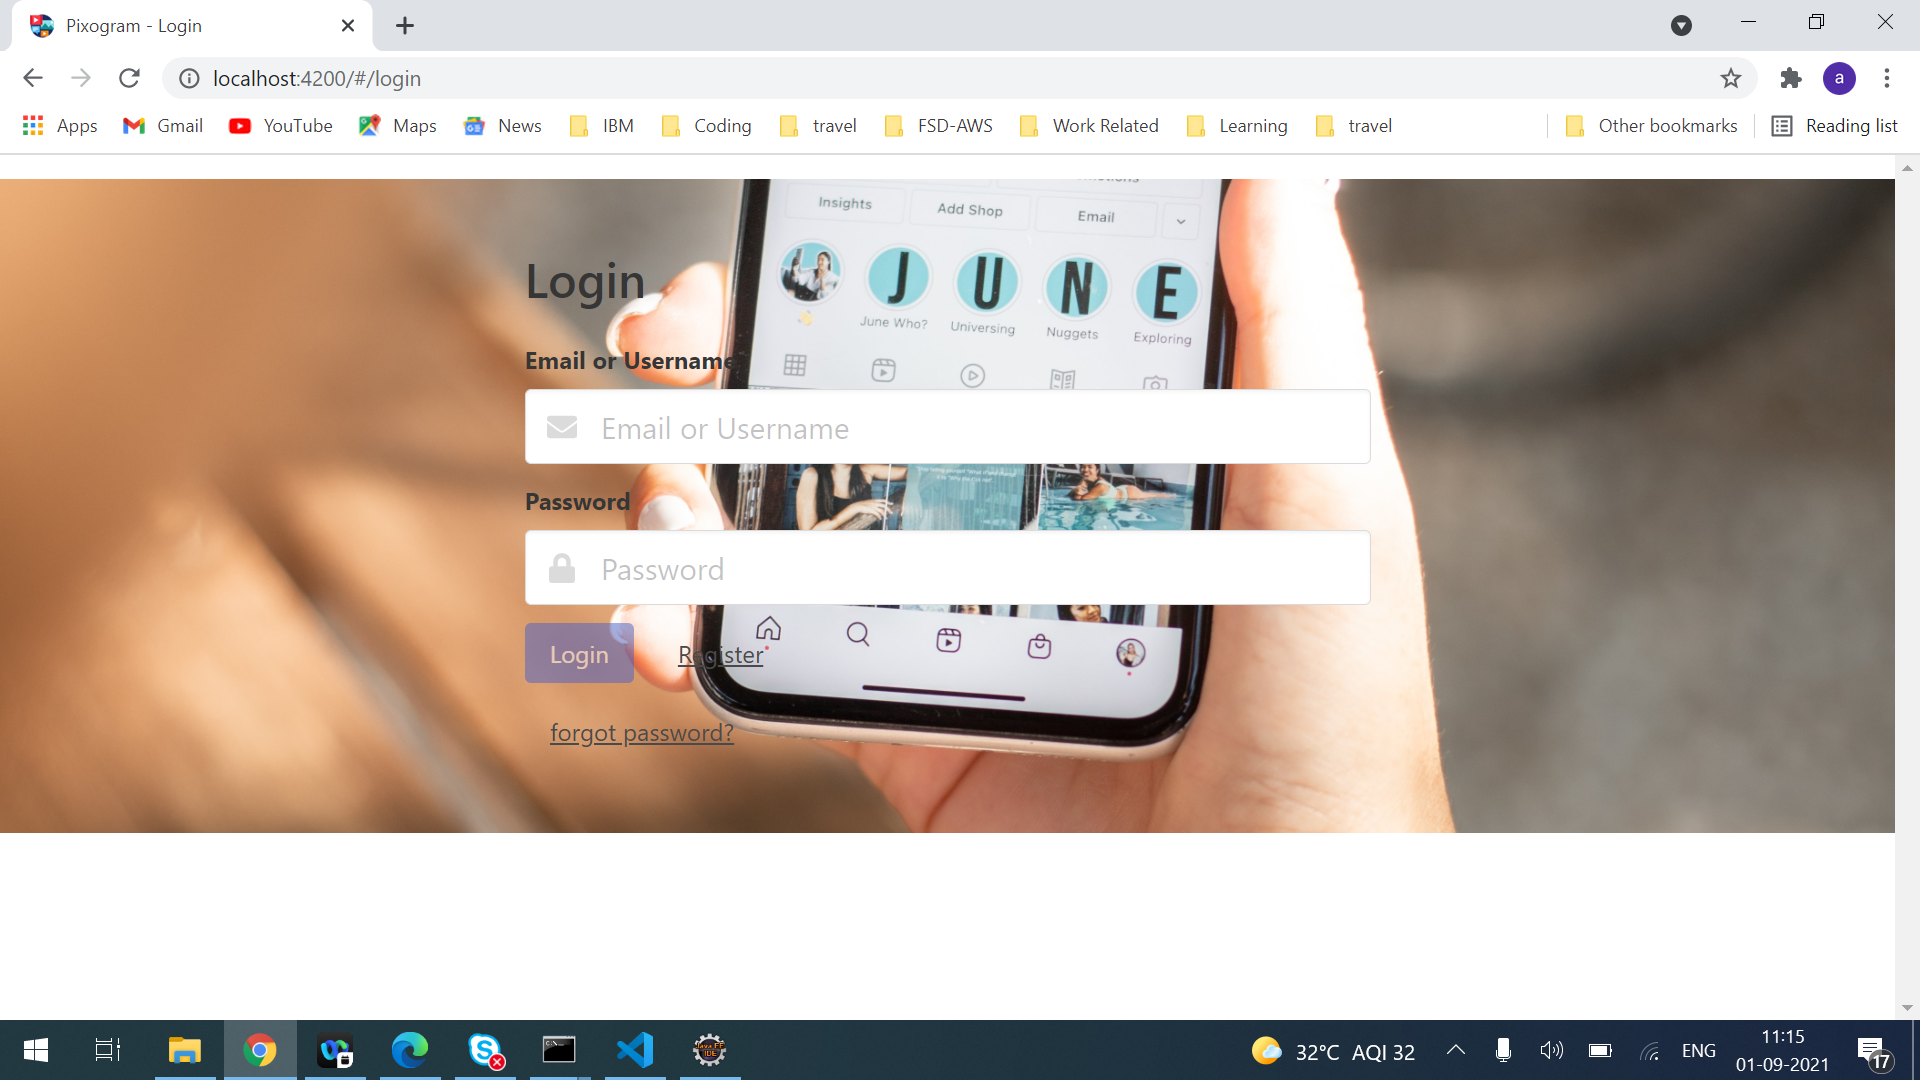 Pixogram - Login
localhost:4200/#/login
Apps Gmail YouTube Maps News IBM Coding travel FSD-AWS Work Related Learning travel Other bookmarks Reading list
a
Insights Add Shop Email
J U N E
June Who? Universing Nuggets Exploring
Login
Email or Username
Email or Username
Password
Password
Login Register
forgot password?
32°C AQI 32 ENG 11:15
01-09-2021
17